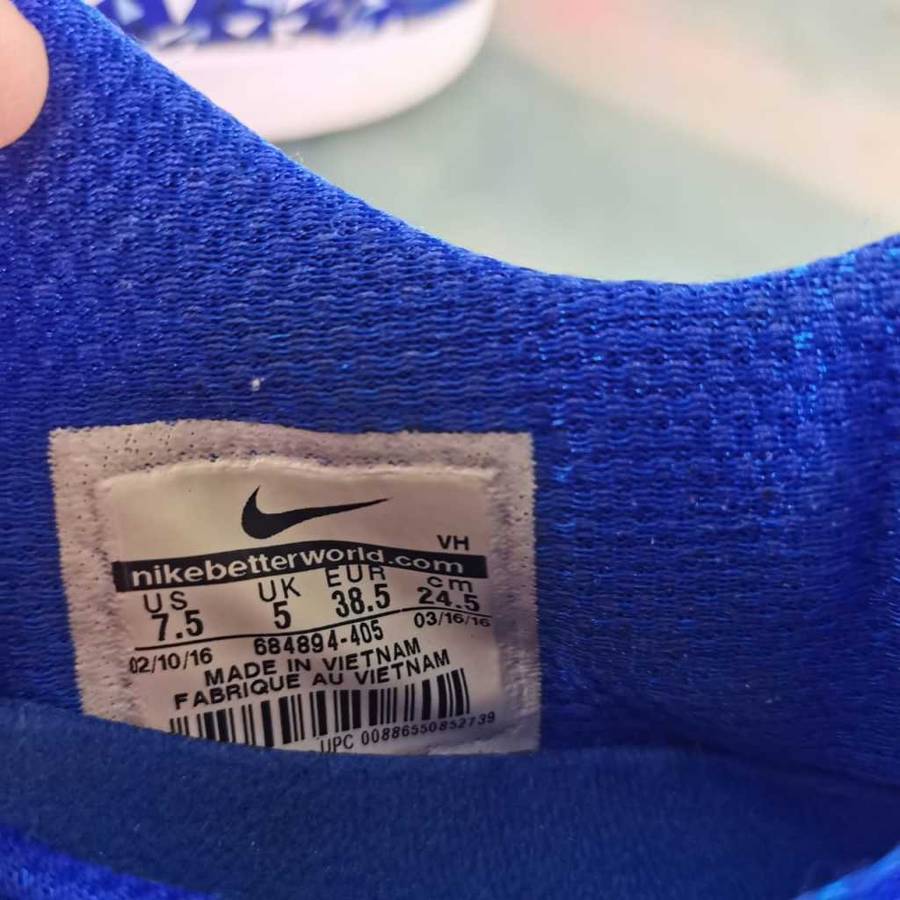 VH
nikebetterworld.com
US UK EUR cm
7.5 5 38.5 24.5
02/10/16 684894-405 03/16/16
MADE IN VIETNAM
FABRIQUE AU VIETNAM
UPC 00886550852739